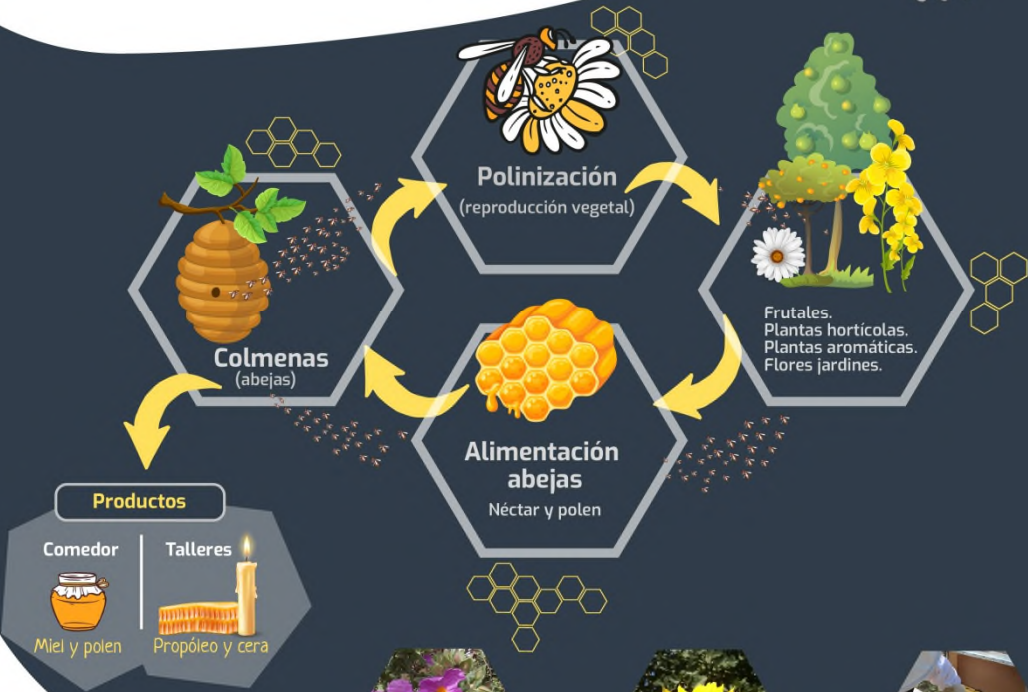 Polinización
(reproducción vegetal)
Frutales.
Plantas hortícolas.
Plantas aromáticas.
Flores jardines.
Colmenas
(abejas)
Alimentación
abejas
Néctar y polen
Productos
Comedor
Talleres
Miel y polen
Propóleo y cera